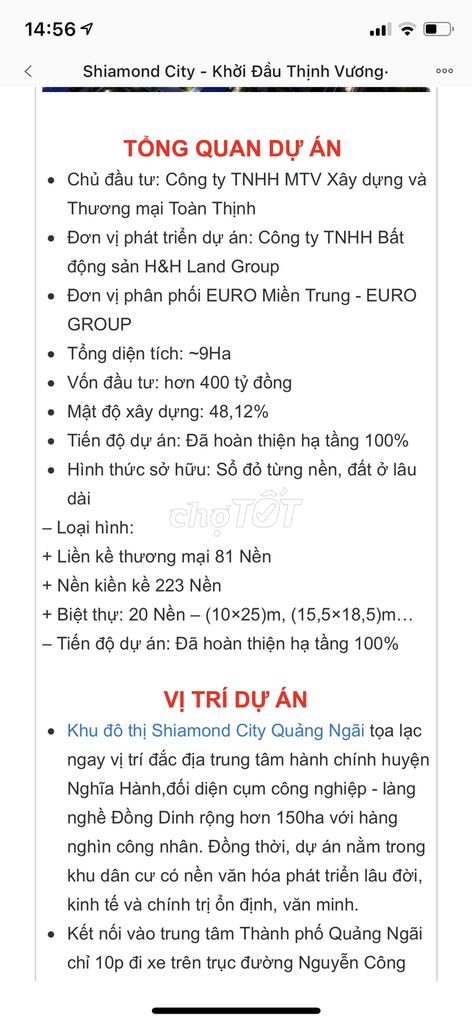 14:56
Shiamond City - Khởi Đầu Thịnh Vương·
TỔNG QUAN DỰ ÁN
• Chủ đầu tư: Công ty TNHH MTV Xây dựng và
Thương mại Toàn Thịnh
• Đơn vị phát triển dự án: Công ty TNHH Bất
động sản H&H Land Group
• Đơn vị phân phối EURO Miền Trung - EURO
GROUP
• Tổng diện tích: ~9Ha
• Vốn đầu tư: hơn 400 tỷ đồng
• Mật độ xây dựng: 48,12%
• Tiến độ dự án: Đã hoàn thiện hạ tầng 100%
• Hình thức sở hữu: Sổ đỏ từng nền, đất ở lâu
dài
chợTỐT
– Loại hình:
+ Liền kề thương mại 81 Nền
+ Nền kiền kề 223 Nền
+ Biệt thự: 20 Nền – (10×25)m, (15,5×18,5)m…
– Tiến độ dự án: Đã hoàn thiện hạ tầng 100%
VỊ TRÍ DỰ ÁN
• Khu đô thị Shiamond City Quảng Ngãi tọa lạc
ngay vị trí đắc địa trung tâm hành chính huyện
Nghĩa Hành,đối diện cụm công nghiệp - làng
nghề Đồng Dinh rộng hơn 150ha với hàng
nghìn công nhân. Đồng thời, dự án nằm trong
khu dân cư có nền văn hóa phát triển lâu đời,
kinh tế và chính trị ổn định, văn minh.
• Kết nối vào trung tâm Thành phố Quảng Ngãi
chỉ 10p đi xe trên trục đường Nguyễn Công